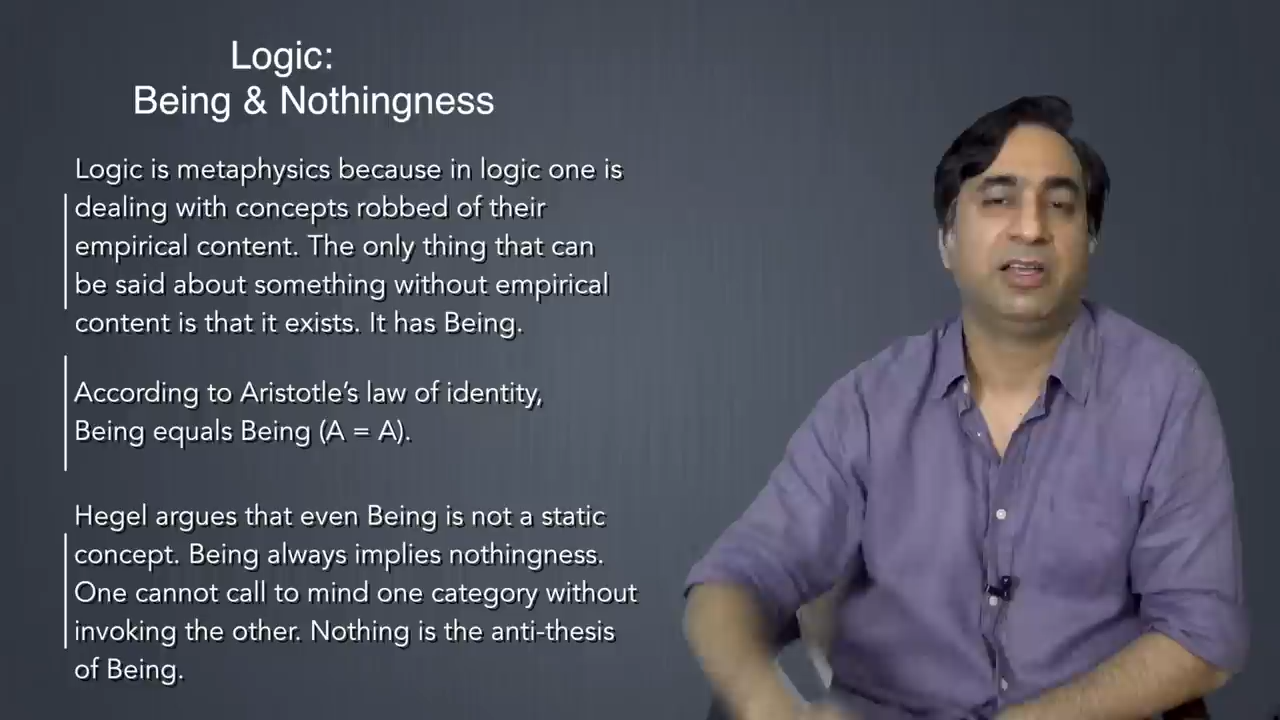 Logic:
Being & Nothingness
Logic is metaphysics because in logic one is
dealing with concepts robbed of their
empirical content. The only thing that can
be said about something without empirical
content is that it exists. It has Being.
According to Aristotle's law of identity,
Being equals Being (A = A).
Hegel argues that even Being is not a static
concept. Being always implies nothingness.
One cannot call to mind one category without
invoking the other. Nothing is the anti-thesis
of Being.